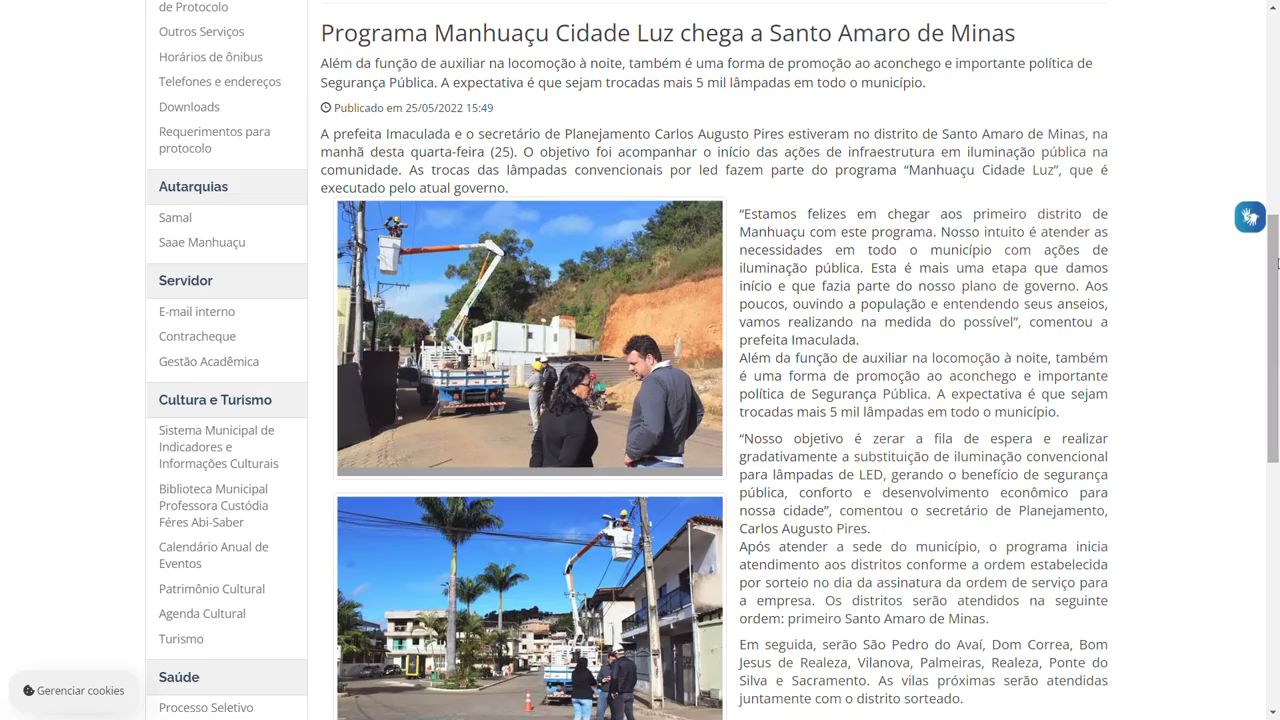 de Protocolo
Outros Serviços
Horários de ônibus
Telefones e endereços
Downloads
Requerimentos para
protocolo
Autarquias
Samal
Saae Manhuaçu
Servidor
E-mail interno
Contracheque
Gestão Acadêmica
Cultura e Turismo
Sistema Municipal de
Indicadores e
Informações Culturais
Biblioteca Municipal
Professora Custódia
Féres Abi-Saber
Calendário Anual de
Eventos
Patrimônio Cultural
Agenda Cultural
Turismo
Saúde
Processo Seletivo
Gerenciar cookies
Programa Manhuaçu Cidade Luz chega a Santo Amaro de Minas
Além da função de auxiliar na locomoção à noite, também é uma forma de promoção ao aconchego e importante política de
Segurança Pública. A expectativa é que sejam trocadas mais 5 mil lâmpadas em todo o município.
Publicado em 25/05/2022 15:49
A prefeita Imaculada e o secretário de Planejamento Carlos Augusto Pires estiveram no distrito de Santo Amaro de Minas, na
manhã desta quarta-feira (25). O objetivo foi acompanhar o início das ações de infraestrutura em iluminação pública na
comunidade. As trocas das lâmpadas convencionais por led fazem parte do programa “Manhuaçu Cidade Luz”, que é
executado pelo atual governo.
“Estamos felizes em chegar aos primeiro distrito de
Manhuaçu com este programa. Nosso intuito é atender as
necessidades em todo o município com ações de
iluminação pública. Esta é mais uma etapa que damos
início e que fazia parte do nosso plano de governo. Aos
poucos, ouvindo a população e entendendo seus anseios,
vamos realizando na medida do possível”, comentou a
prefeita Imaculada.
Além da função de auxiliar na locomoção à noite, também
é uma forma de promoção ao aconchego e importante
política de Segurança Pública. A expectativa é que sejam
trocadas mais 5 mil lâmpadas em todo o município.
“Nosso objetivo é zerar a fila de espera e realizar
gradativamente a substituição de iluminação convencional
para lâmpadas de LED, gerando o benefício de segurança
pública, conforto e desenvolvimento econômico para
nossa cidade”, comentou o secretário de Planejamento,
Carlos Augusto Pires.
Após atender a sede do município, o programa inicia
atendimento aos distritos conforme a ordem estabelecida
por sorteio no dia da assinatura da ordem de serviço para
a empresa. Os distritos serão atendidos na seguinte
ordem: primeiro Santo Amaro de Minas.
Em seguida, serão São Pedro do Avaí, Dom Correa, Bom
Jesus de Realeza, Vilanova, Palmeiras, Realeza, Ponte do
Silva e Sacramento. As vilas próximas serão atendidas
juntamente com o distrito sorteado.